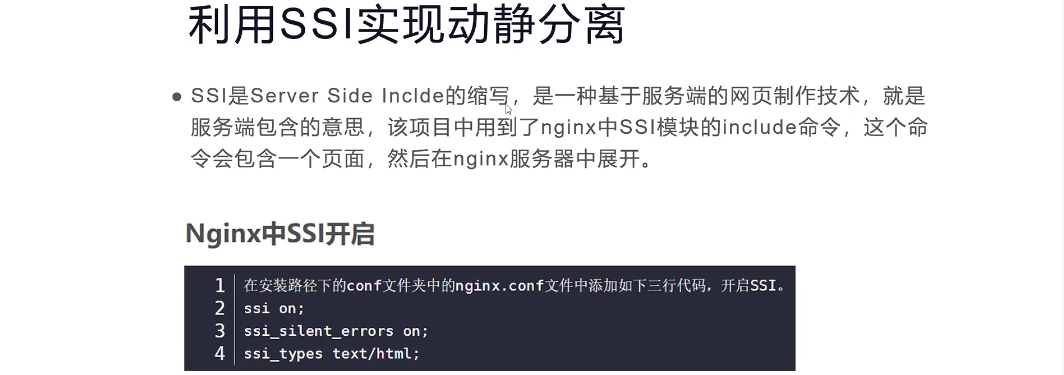 利用SSI实现动静分离
● SSI是Server Side Inclde的缩写，是一种基于服务端的网页制作技术，就是
服务端包含的意思，该项目中用到了nginx中SSI模块的include命令，这个命
令会包含一个页面，然后在nginx服务器中展开。
Nginx中SSI开启
1 在安装路径下的conf文件夹中的nginx.conf文件中添加如下三行代码，开启SSI。
2 ssi on;
3 ssi_silent_errors on;
4 ssi_types text/html;